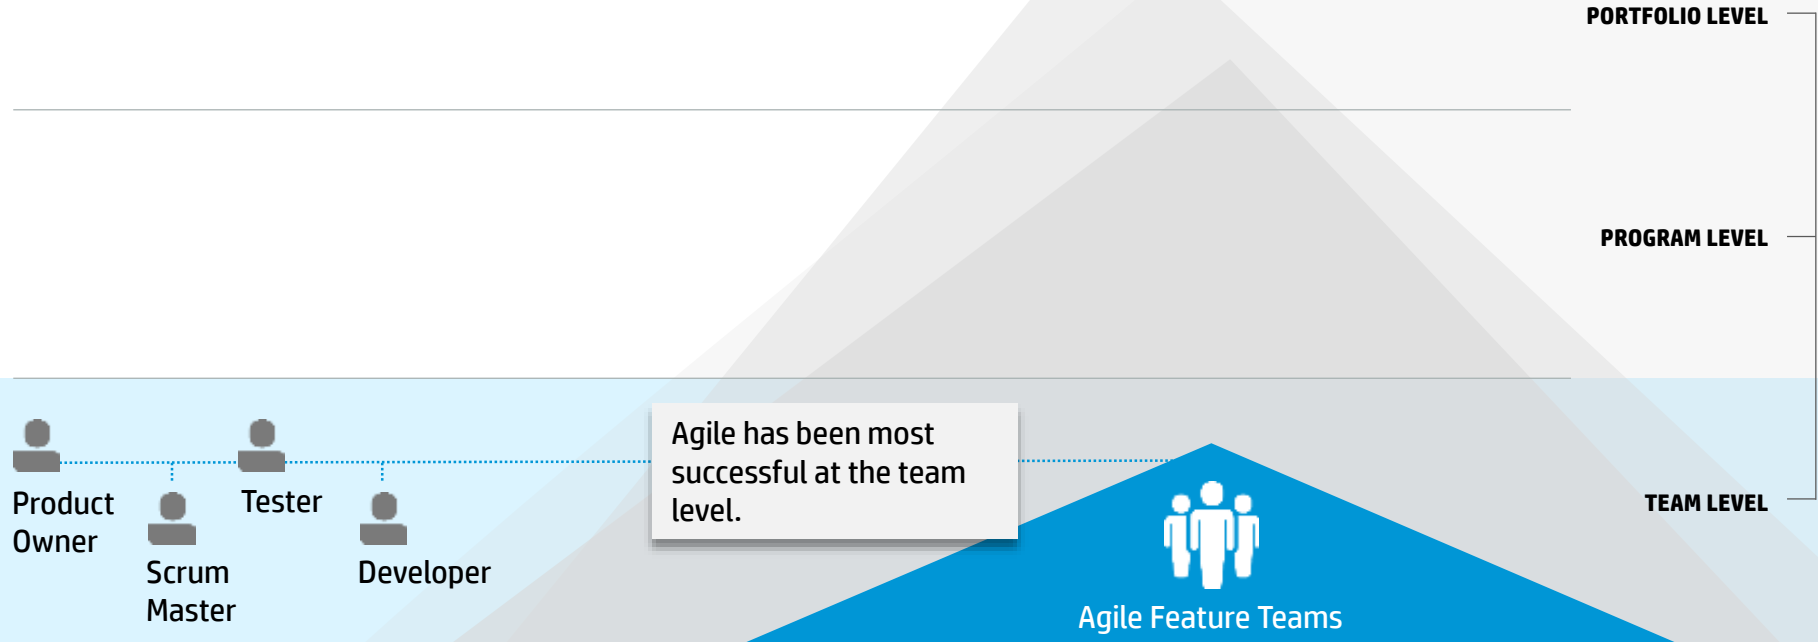 PORTFOLIO LEVEL
PROGRAM LEVEL
Agile has been most
successful at the team
level.
Product
Owner
Tester
Scrum
Master
Developer
TEAM LEVEL
Agile Feature Teams